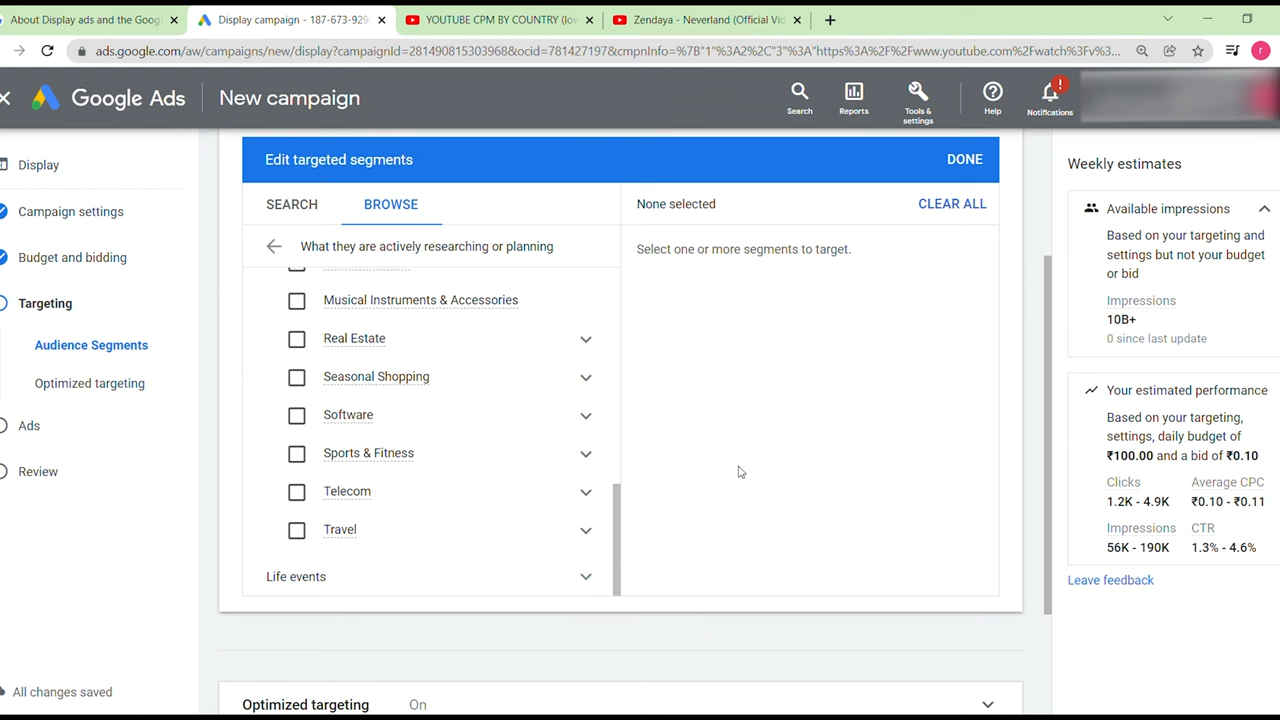 About Display ads and the Googl
Display campaign - 187-673-929
YOUTUBE CPM BY COUNTRY (low
Zendaya - Neverland (Official Vid
ads.google.com/aw/campaigns/new/display?campaignId=281490815303968&ocid=781427197&cmpnInfo=%7B"1"%3A2%2C"3"%3A"https%3A%2F%2Fwww.youtube.com%2Fwatch%3Fv%3...
r
Google Ads
New campaign
Search
Reports
Tools &
settings
Help
!
Notifications
Display
Campaign settings
Budget and bidding
Targeting
Audience Segments
Optimized targeting
Ads
Review
All changes saved
Edit targeted segments
DONE
SEARCH
BROWSE
None selected
CLEAR ALL
What they are actively researching or planning
Select one or more segments to target.
Musical Instruments & Accessories
Real Estate
Seasonal Shopping
Software
Sports & Fitness
Telecom
Travel
Life events
Optimized targeting
On
Weekly estimates
Available impressions
Based on your targeting and
settings but not your budget
or bid
Impressions
10B+
0 since last update
Your estimated performance
Based on your targeting,
settings, daily budget of
₹100.00 and a bid of ₹0.10
Clicks
Average CPC
1.2K - 4.9K
₹0.10 - ₹0.11
Impressions
CTR
56K - 190K
1.3% - 4.6%
Leave feedback